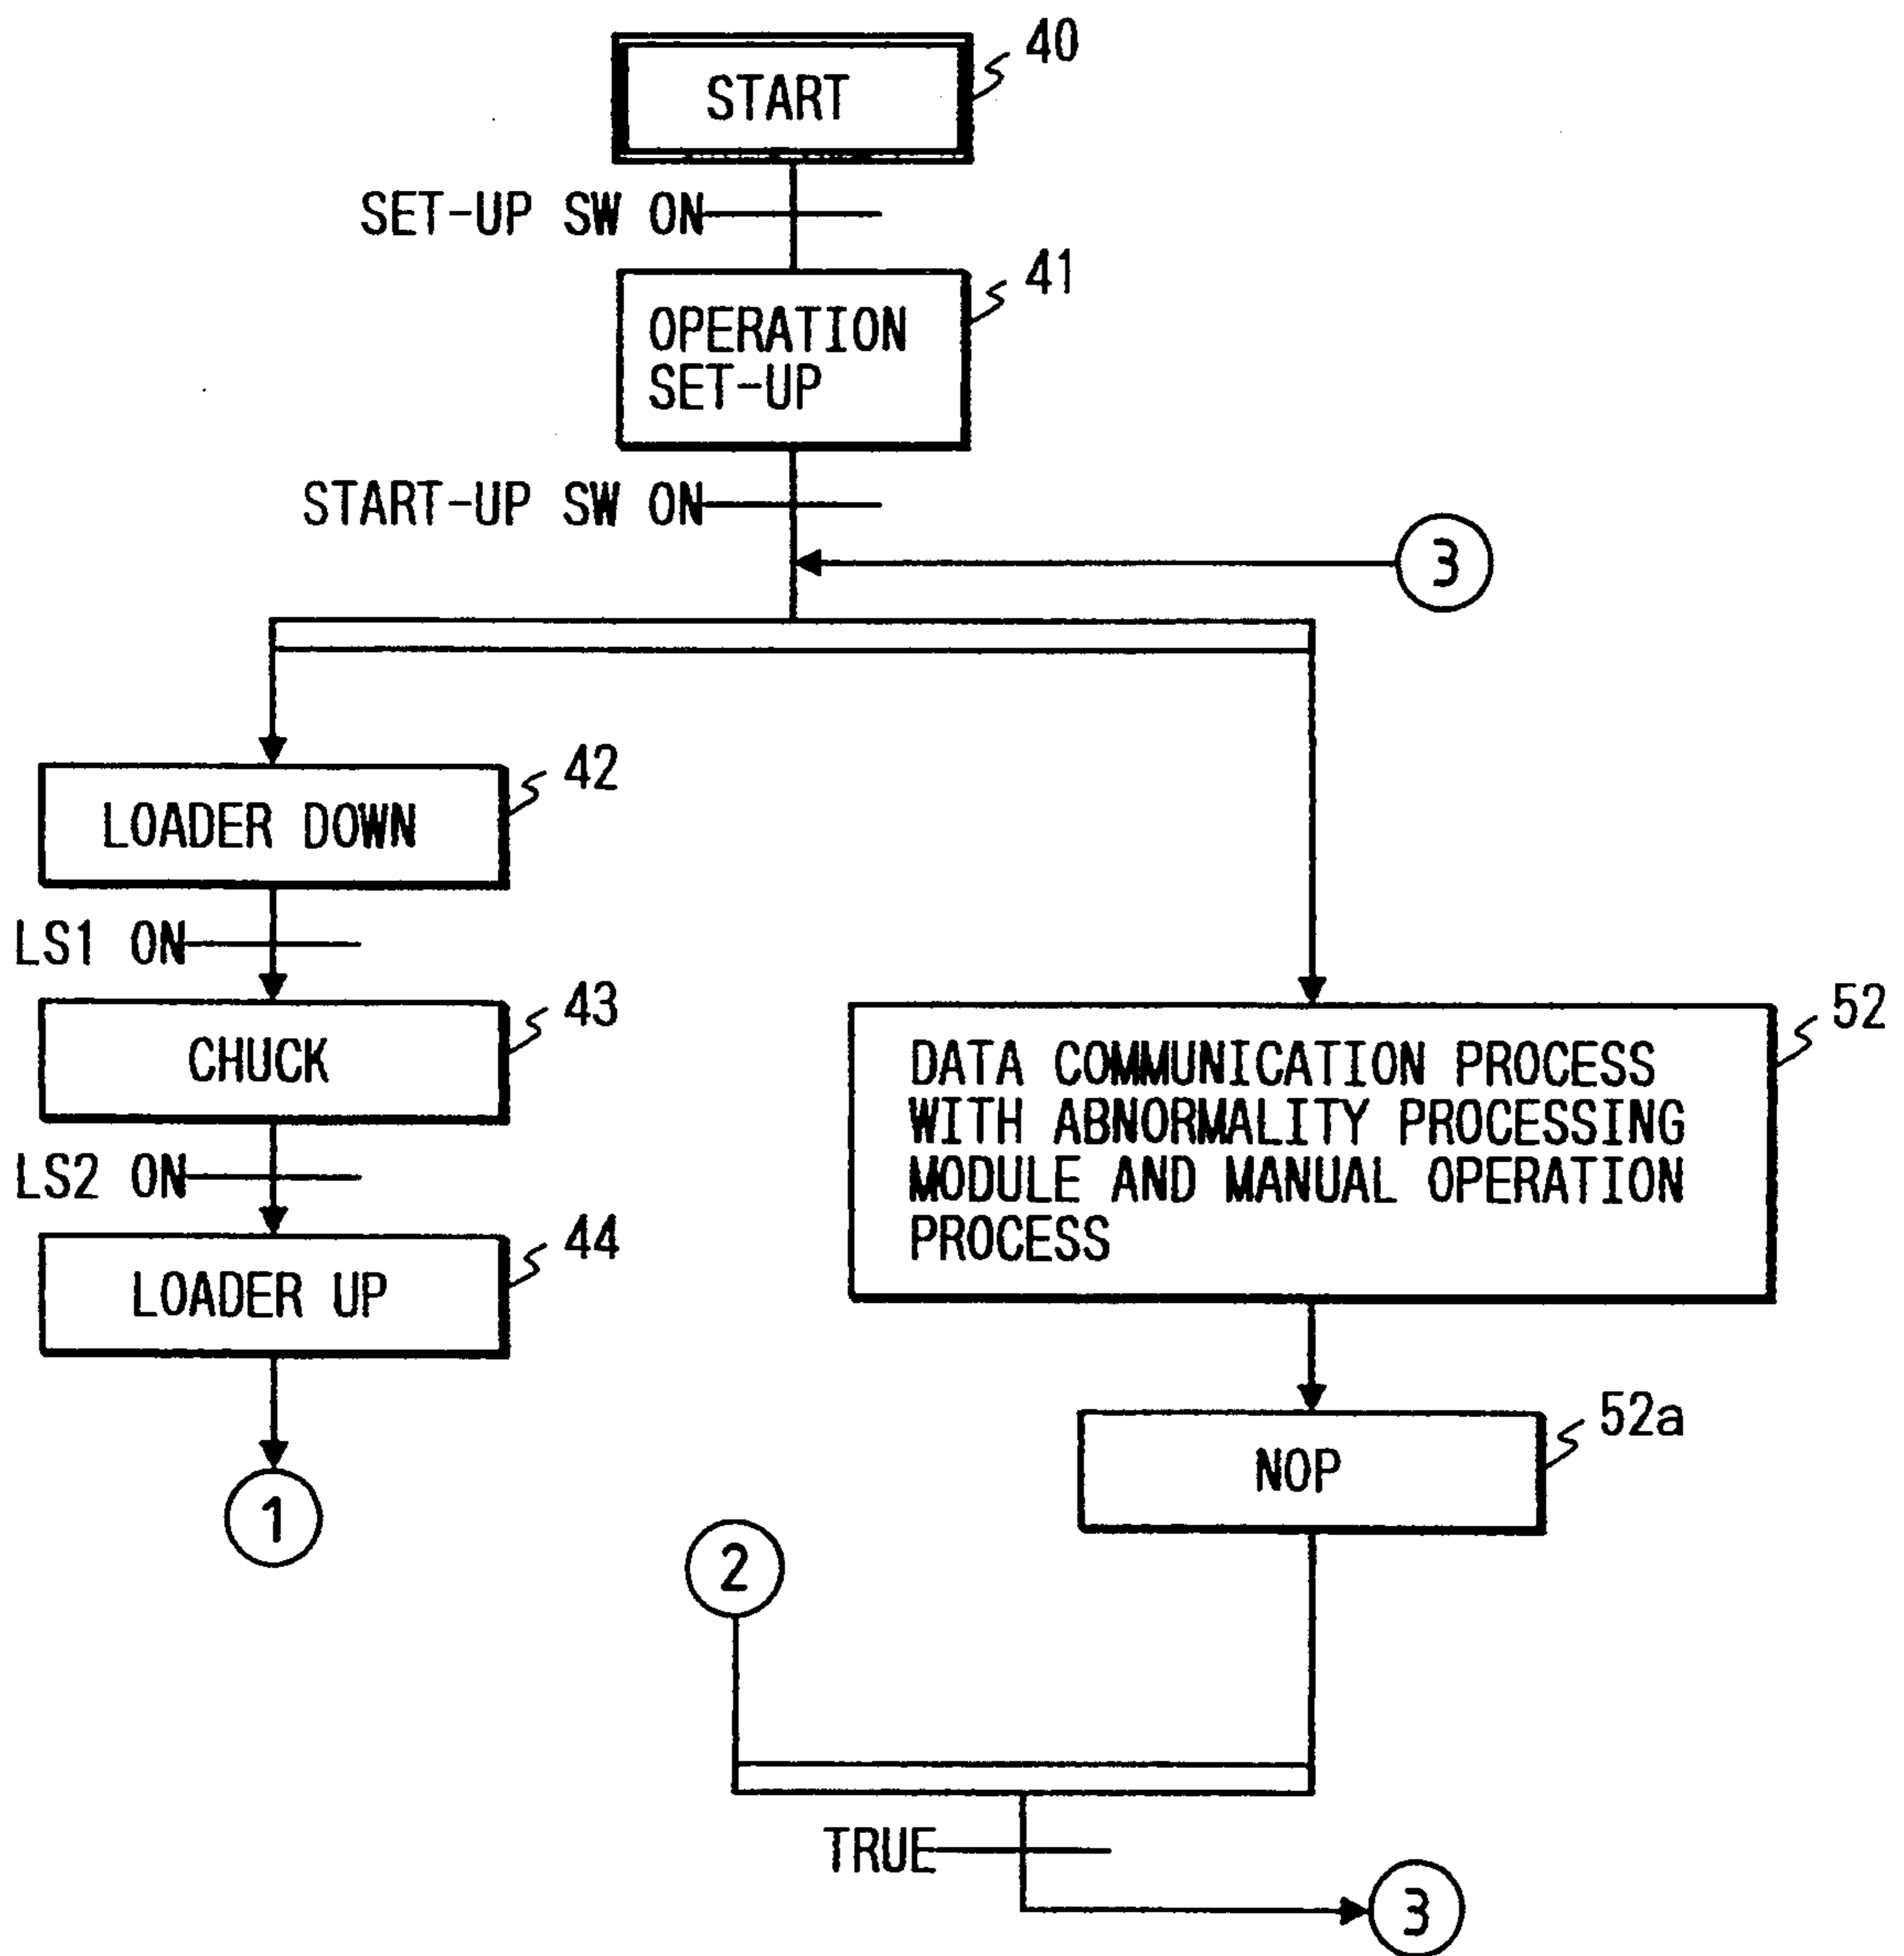 START
40
SET-UP SW ON
OPERATION
SET-UP
41
START-UP SW ON
3
LOADER DOWN
42
LS1 ON
CHUCK
43
LS2 ON
LOADER UP
44
1
DATA COMMUNICATION PROCESS
WITH ABNORMALITY PROCESSING
MODULE AND MANUAL OPERATION
PROCESS
52
NOP
52a
2
TRUE
3